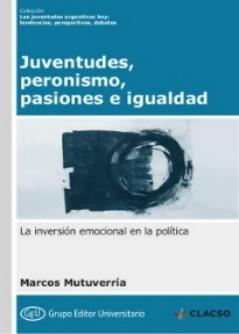 Colección
Las juventudes argentinas hoy:
tendencias, perspectivas, debates
Juventudes,
peronismo,
pasiones e igualdad
La inversión emocional en la política
Marcos Mutuverría
GEU Grupo Editor Universitario
CLACSO